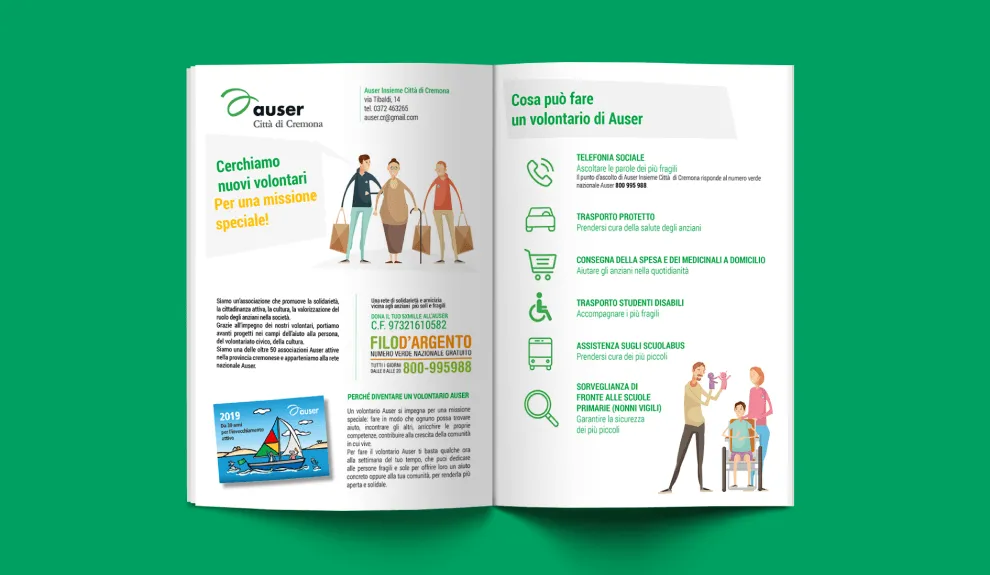 auser
Città di Cremona
Auser Insieme Città di Cremona
via Tibaldi, 14
tel. 0372 463265
auser.cr@gmail.com
Cerchiamo
nuovi volontari
Per una missione
speciale!
Siamo un'associazione che promuove la solidarietà,
la cittadinanza attiva, la cultura, la valorizzazione del
ruolo degli anziani nella società.
Grazie all'impegno dei nostri volontari, portiamo
avanti progetti nei campi dell'aiuto alla persona,
del volontariato civico, della cultura.
Siamo una delle oltre 50 associazioni Auser attive
nella provincia cremonese e apparteniamo alla rete
nazionale Auser.
2019
Da 30 anni
per l'invecchiamento
attivo
auser
Una rete di solidarietà e amicizia
vicina agli anziani più soli e fragili
DONA IL TUO 5XMILLE ALL'AUSER
C.F. 97321610582
FILOD'ARGENTO
NUMERO VERDE NAZIONALE GRATUITO
TUTTI I GIORNI
DALLE 8 ALLE 20
800-995988
PERCHÉ DIVENTARE UN VOLONTARIO AUSER
Un volontario Auser si impegna per una missione
speciale: fare in modo che ognuno possa trovare
aiuto, incontrare gli altri, arricchire le proprie
competenze, contribuire alla crescita della comunità
in cui vive.
Per fare il volontario Auser ti basta qualche ora
alla settimana del tuo tempo, che puoi dedicare
alle persone fragili e sole per offrire loro un aiuto
concreto oppure alla tua comunità, per renderla più
aperta e solidale.
Cosa può fare
un volontario di Auser
TELEFONIA SOCIALE
Ascoltare le parole dei più fragili
Il punto d'ascolto di Auser Insieme Città di Cremona risponde al numero verde
nazionale Auser 800 995 988
TRASPORTO PROTETTO
Prendersi cura della salute degli anziani
CONSEGNA DELLA SPESA E DEI MEDICINALI A DOMICILIO
Aiutare gli anziani nella quotidianità
TRASPORTO STUDENTI DISABILI
Accompagnare i più fragili
ASSISTENZA SUGLI SCUOLABUS
Prendersi cura dei più piccoli
SORVEGLIANZA DI
FRONTE ALLE SCUOLE
PRIMARIE (NONNI VIGILI)
Garantire la sicurezza
dei più piccoli